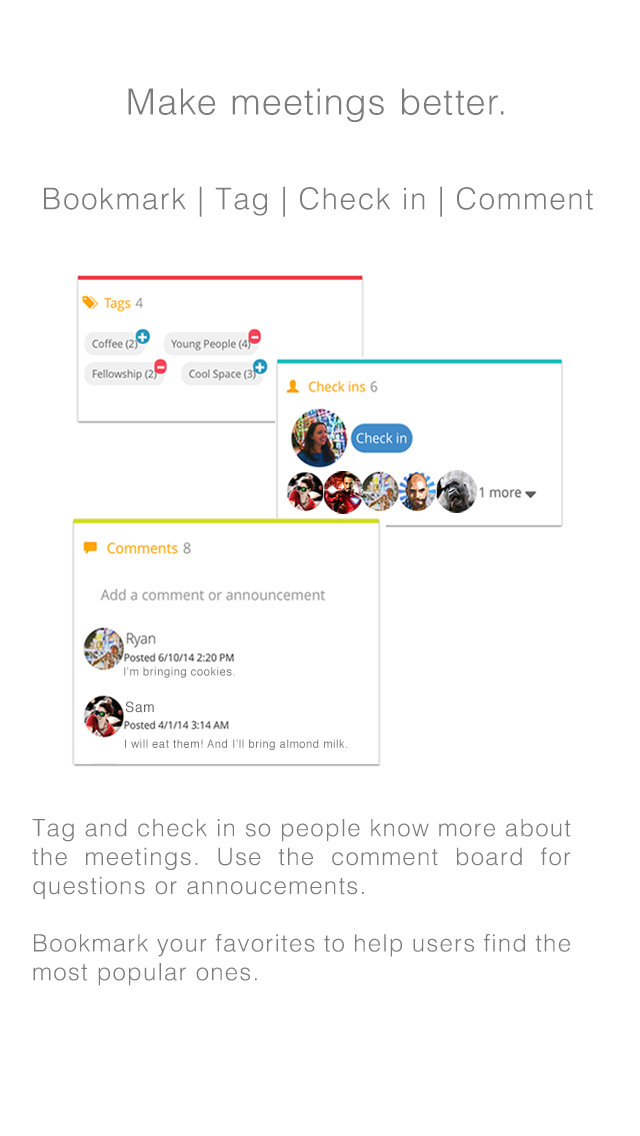 Make meetings better.
Bookmark | Tag | Check in | Comment
Tags 4
Coffee (2)
Young People (4)
Fellowship (2)
Cool Space (3)
Check ins 6
Check in
1 more
Comments 8
Add a comment or announcement
Ryan
Posted 6/10/14 2:20 PM
I'm bringing cookies.
Sam
Posted 4/1/14 3:14 AM
I will eat them! And I'll bring almond milk.
Tag and check in so people know more about
the meetings. Use the comment board for
questions or annoucements.
Bookmark your favorites to help users find the
most popular ones.